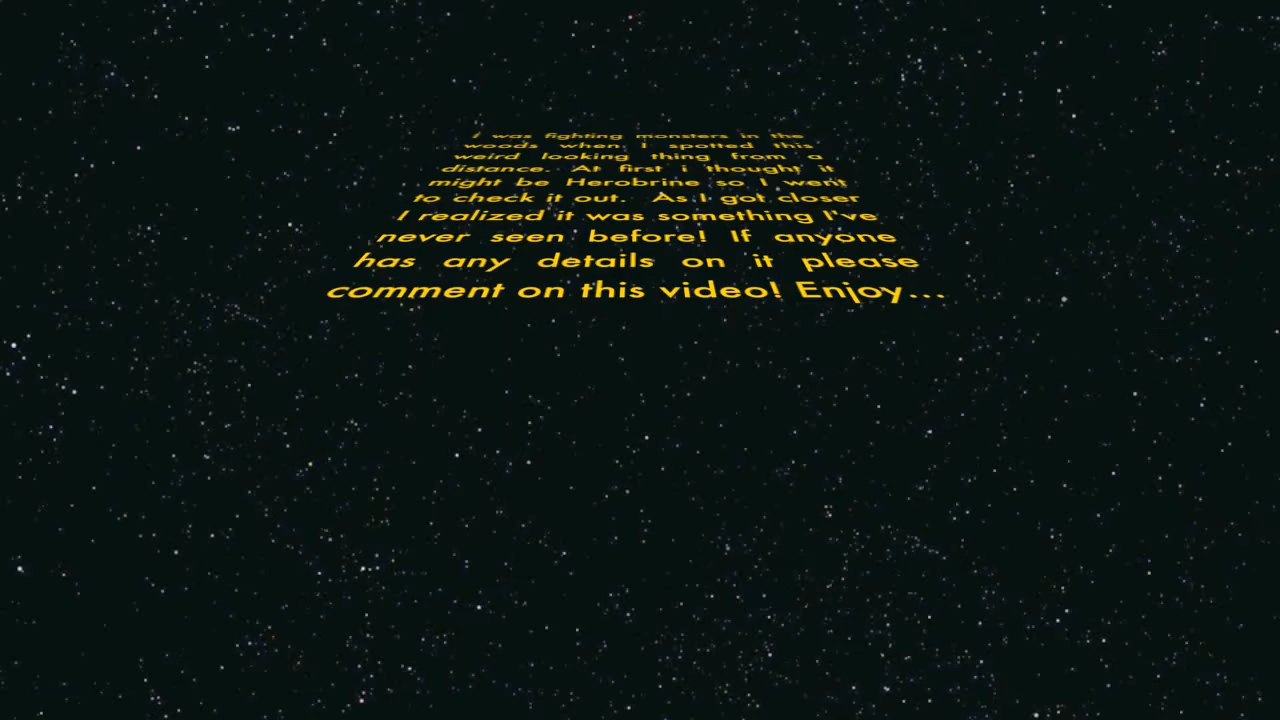 I was fighting monsters in the
woods when I spotted this
weird looking thing from a
distance. At first i thought it
might be Herobrine so I went
to check it out. As I got closer
I realized it was something I've
never seen before! If anyone
has any details on it please
comment on this video! Enjoy...